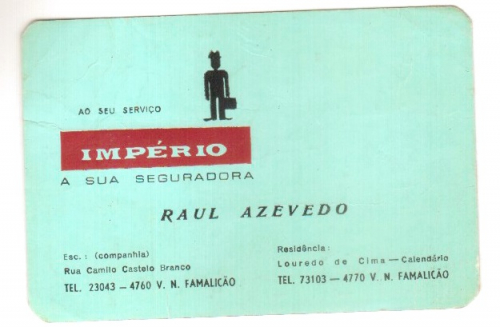 AO SEU SERVIÇO
IMPÉRIO
A SUA SEGURADORA
RAUL AZEVEDO
Esc.: (companhia)
Rua Camilo Castelo Branco
TEL. 23043 — 4760 V. N. FAMALICÃO
Residência:
Louredo de Cima — Calendário
TEL. 73103 — 4770 V. N. FAMALICÃO